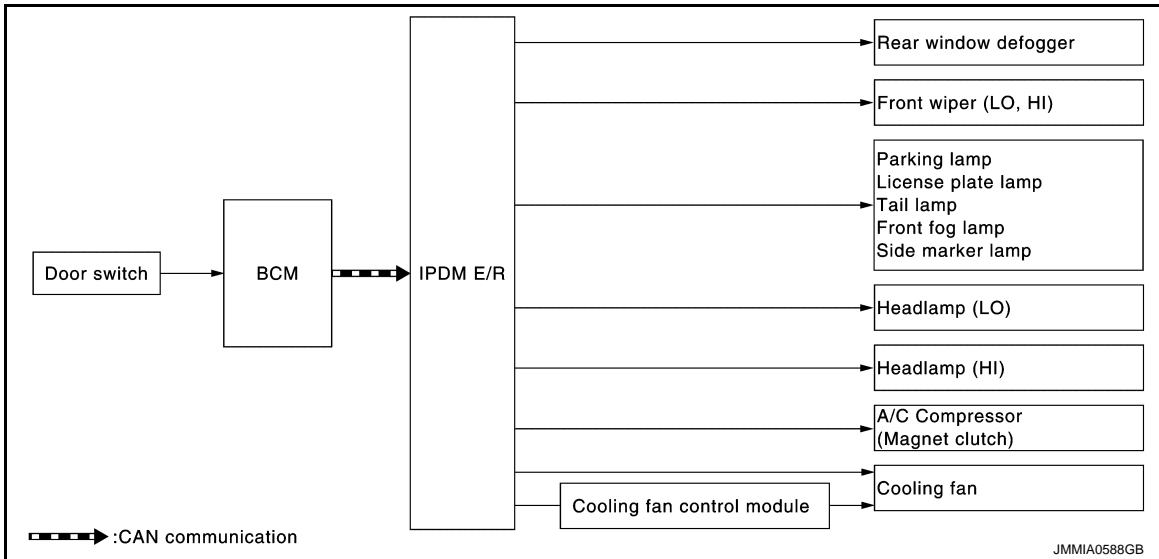 Rear window defogger
Front wiper (LO, HI)
Parking lamp
License plate lamp
Tail lamp
Front fog lamp
Side marker lamp
Door switch
BCM
IPDM E/R
Headlamp (LO)
Headlamp (HI)
A/C Compressor
(Magnet clutch)
Cooling fan
Cooling fan control module
:CAN communication
JMMIA0588GB